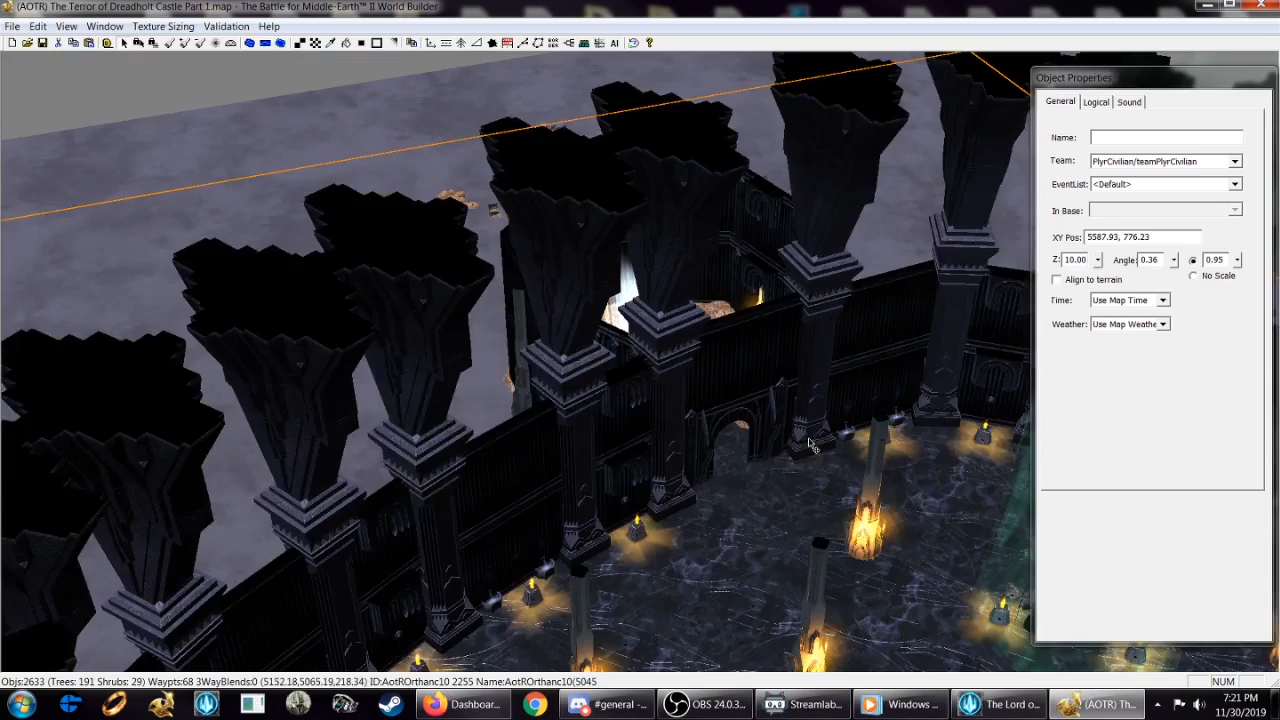 (AOTR) The Terror of Dreadholt Castle Part 1.map - The Battle for Middle-Earth™ II World Builder
File Edit View Window Texture Sizing Validation Help
AI
Object Properties
General Logical Sound
Name:
Team: PlyrCivilian/teamPlyrCivilian
EventList: <Default>
In Base:
XY Pos: 5587.93, 776.23
Z: 10.00 Angle: 0.36 0.95
Align to terrain No Scale
Time: Use Map Time
Weather: Use Map Weathe
Objs:2633 (Trees: 191 Shrubs: 29) Waypts:68 3WayBlends:0 (5152.18,5065.19,218.34) ID:AotROrthanc10 2255 Name:AotROrthanc10(5045
NUM
Dashboar... #general -... OBS 24.0.3... Streamlab... Windows ... The Lord o... (AOTR) Th...
7:21 PM
11/30/2019